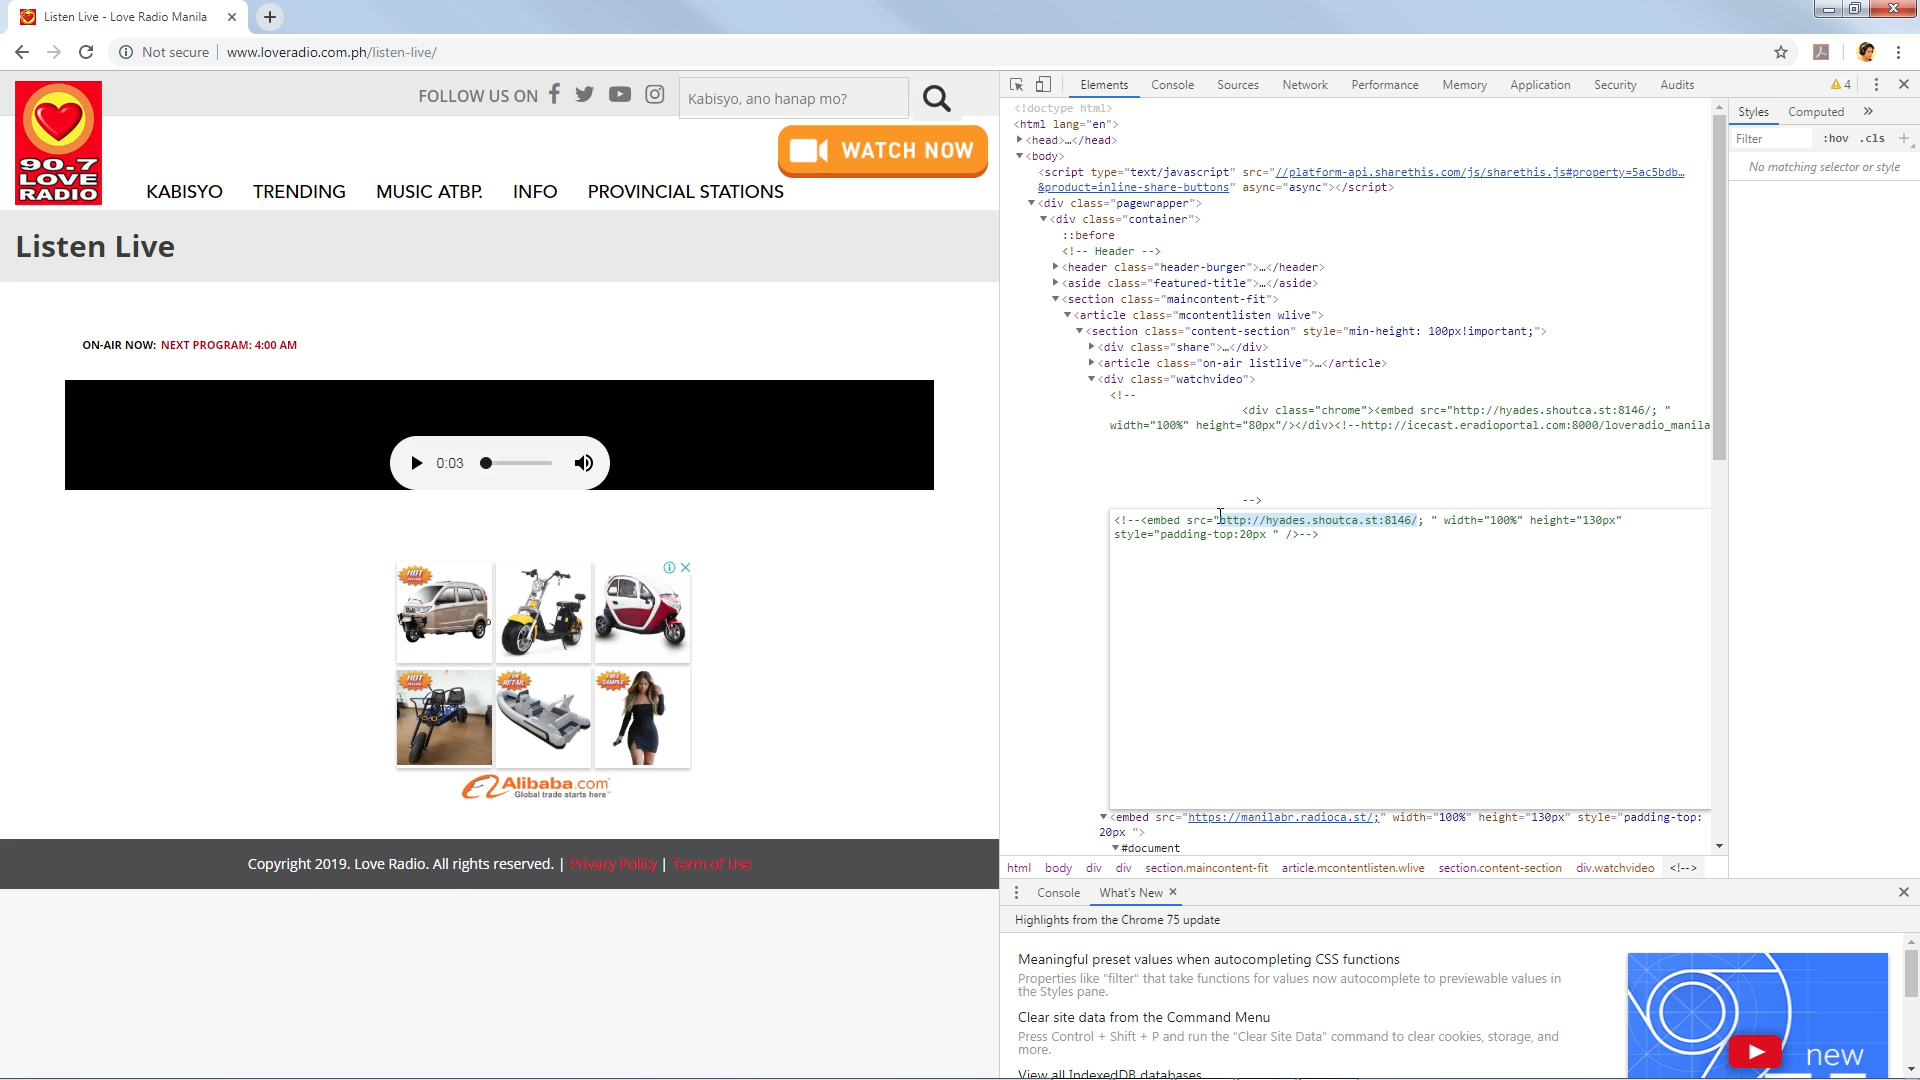 Listen Live - Love Radio Manila
Not secure
www.loveradio.com.ph/listen-live/
FOLLOW US ON
Kabisyo, ano hanap mo?
WATCH NOW
90.7
LOVE
RADIO
KABISYO
TRENDING
MUSIC ATBP.
INFO
PROVINCIAL STATIONS
Listen Live
ON-AIR NOW: NEXT PROGRAM: 4:00 AM
0:03
HOT
HOT
FOR RETAIL
FREE SAMPLE
Alibaba.com
Global trade starts here™
Copyright 2019. Love Radio. All rights reserved. | Privacy Policy | Term of Use
Elements
Console
Sources
Network
Performance
Memory
Application
Security
Audits
4
<!doctype html>
<html lang="en">
<head>…</head>
<body>
<script type="text/javascript" src="//platform-api.sharethis.com/js/sharethis.js#property=5ac5bdb…
&product=inline-share-buttons" async="async"></script>
<div class="pagewrapper">
<div class="container">
::before
<!-- Header -->
<header class="header-burger">…</header>
<aside class="featured-title">…</aside>
<section class="maincontent-fit">
<article class="mcontentlisten wlive">
<section class="content-section" style="min-height: 100px!important;">
<div class="share">…</div>
<article class="on-air listlive">…</article>
<div class="watchvideo">
<!--
<div class="chrome"><embed src="http://hyades.shoutca.st:8146/; "
width="100%" height="80px"/></div><!--http://icecast.eradioportal.com:8000/loveradio_manila
-->
<!--<embed src="http://hyades.shoutca.st:8146/; " width="100%" height="130px"
style="padding-top:20px " />-->
<embed src="https://manilabr.radioca.st/;" width="100%" height="130px" style="padding-top:
20px ">
#document
html
body
div
div
section.maincontent-fit
article.mcontentlisten.wlive
section.content-section
div.watchvideo
<!-->
Styles
Computed
»
Filter
:hov
.cls
+
No matching selector or style
Console
What's New
Highlights from the Chrome 75 update
Meaningful preset values when autocompleting CSS functions
Properties like "filter" that take functions for values now autocomplete to previewable values in
the Styles pane.
Clear site data from the Command Menu
Press Control + Shift + P and run the "Clear Site Data" command to clear cookies, storage, and
more.
View all IndexedDB databases
new